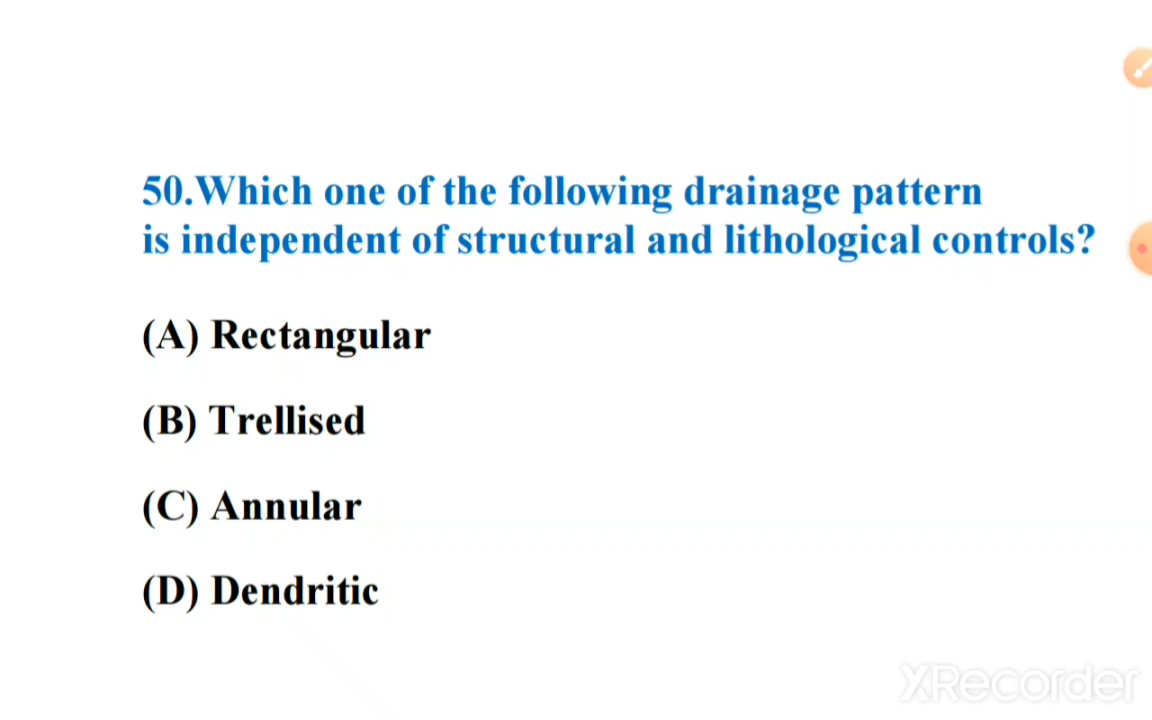 50.Which one of the following drainage pattern
is independent of structural and lithological controls?
(A) Rectangular
(B) Trellised
(C) Annular
(D) Dendritic
XRecorder